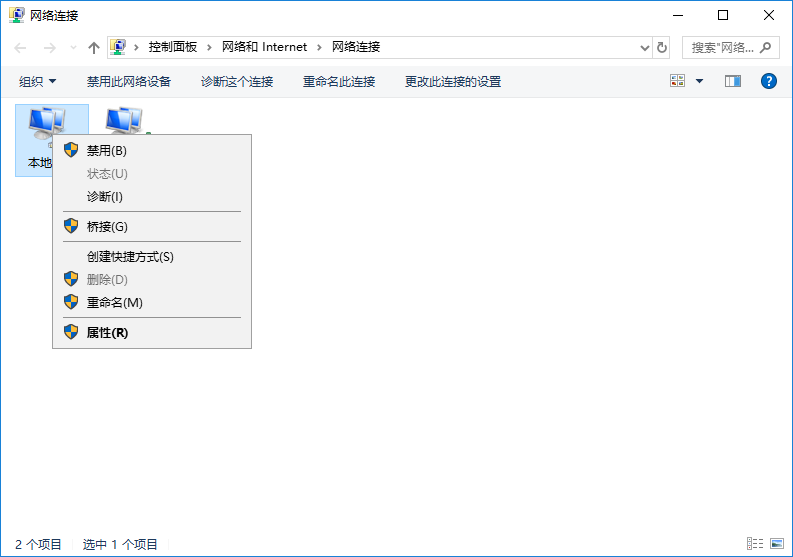 网络连接
控制面板 › 网络和 Internet › 网络连接
搜索"网络...
组织 禁用此网络设备 诊断这个连接 重命名此连接 更改此连接的设置
本地
禁用(B)
状态(U)
诊断(I)
桥接(G)
创建快捷方式(S)
删除(D)
重命名(M)
属性(R)
2 个项目 选中 1 个项目